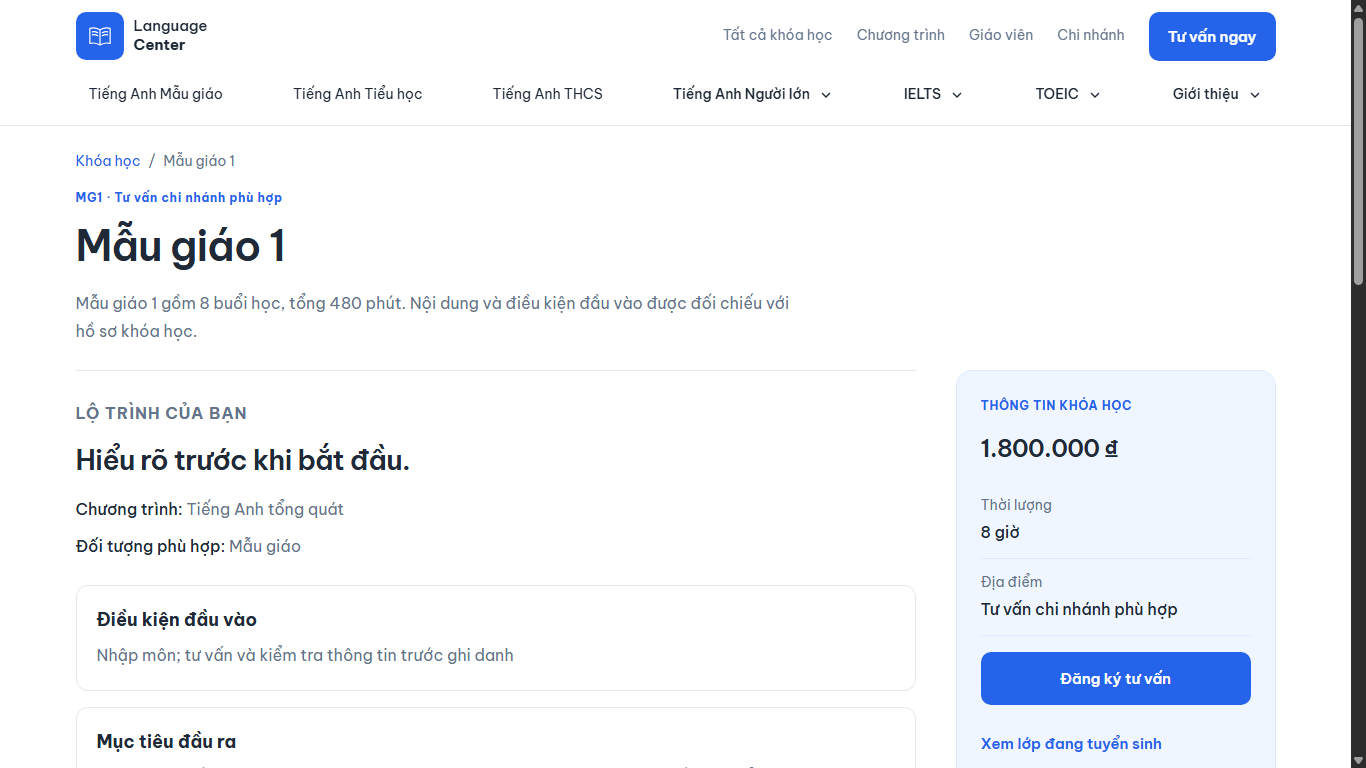 Language
Center
Tất cả khóa học
Chương trình
Giáo viên
Chi nhánh
Tư vấn ngay
Tiếng Anh Mẫu giáo
Tiếng Anh Tiểu học
Tiếng Anh THCS
Tiếng Anh Người lớn
IELTS
TOEIC
Giới thiệu
Khóa học / Mẫu giáo 1
MG1 · Tư vấn chi nhánh phù hợp
Mẫu giáo 1
Mẫu giáo 1 gồm 8 buổi học, tổng 480 phút. Nội dung và điều kiện đầu vào được đối chiếu với
hồ sơ khóa học.
LỘ TRÌNH CỦA BẠN
Hiểu rõ trước khi bắt đầu.
Chương trình: Tiếng Anh tổng quát
Đối tượng phù hợp: Mẫu giáo
Điều kiện đầu vào
Nhập môn; tư vấn và kiểm tra thông tin trước ghi danh
Mục tiêu đầu ra
THÔNG TIN KHÓA HỌC
1.800.000 ₫
Thời lượng
8 giờ
Địa điểm
Tư vấn chi nhánh phù hợp
Đăng ký tư vấn
Xem lớp đang tuyển sinh